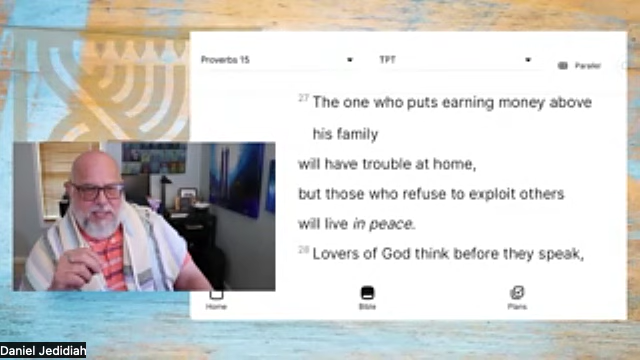 Proverbs 15 TPT Parallel
27 The one who puts earning money above
his family
will have trouble at home,
but those who refuse to exploit others
will live in peace.
28 Lovers of God think before they speak,
Home Bible Plans
Daniel Jedidiah